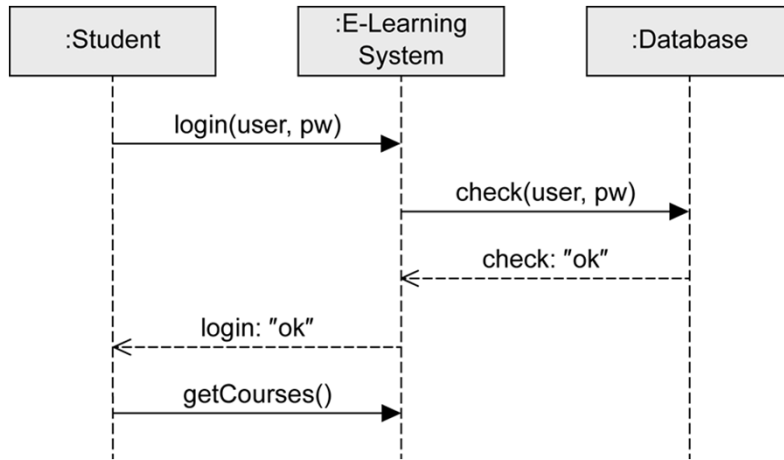 :Student
:E-Learning
System
:Database
login(user, pw)
check(user, pw)
check: "ok"
login: "ok"
getCourses()